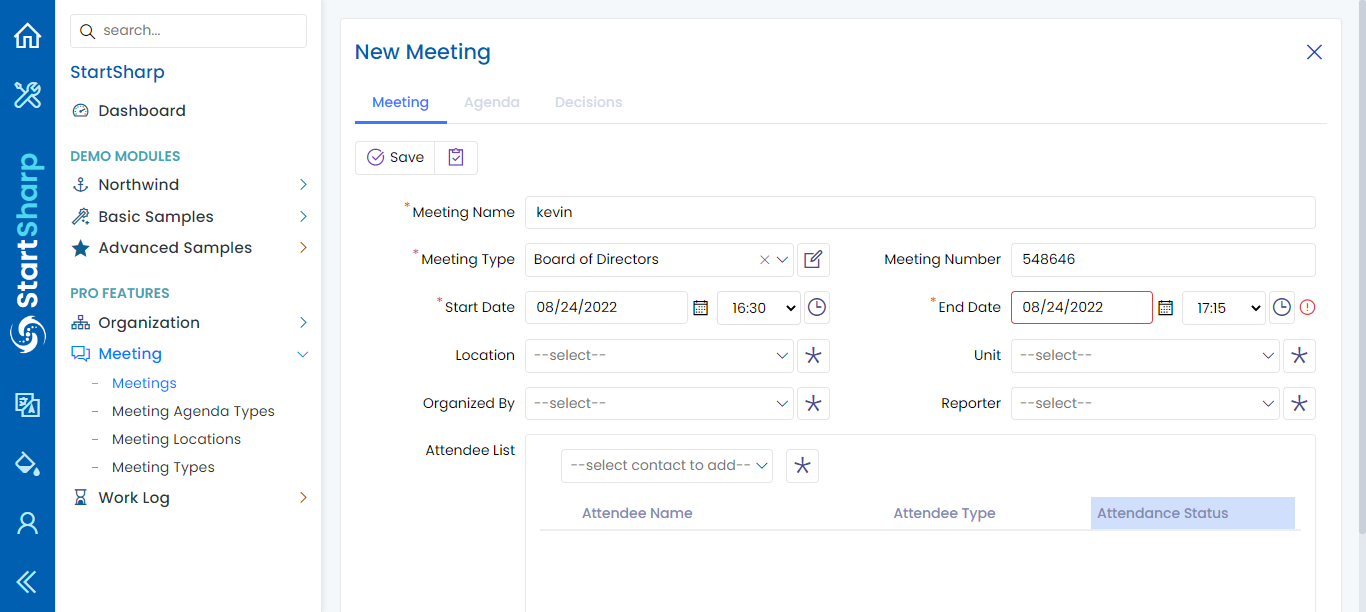 search...
StartSharp
StartSharp
Dashboard
DEMO MODULES
Northwind
Basic Samples
Advanced Samples
PRO FEATURES
Organization
Meeting
– Meetings
– Meeting Agenda Types
– Meeting Locations
– Meeting Types
Work Log
New Meeting
Meeting Agenda Decisions
Save
*Meeting Name kevin
*Meeting Type Board of Directors Meeting Number 548646
*Start Date 08/24/2022 16:30 *End Date 08/24/2022 17:15
Location --select-- Unit --select--
Organized By --select-- Reporter --select--
Attendee List
--select contact to add--
Attendee Name Attendee Type Attendance Status